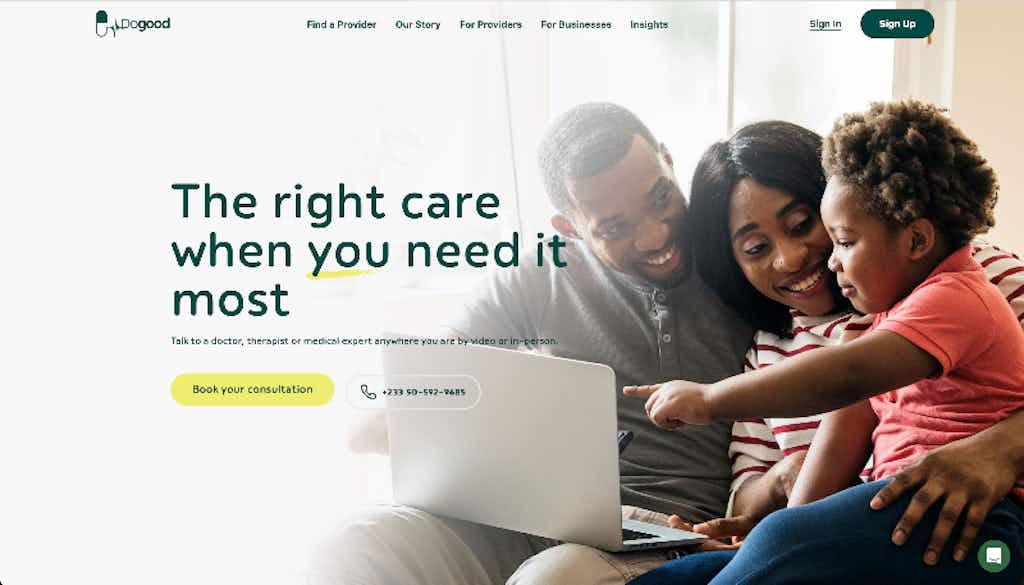 Dogood
Find a Provider
Our Story
For Providers
For Businesses
Insights
Sign In
Sign Up
The right care
when you need it
most
Talk to a doctor, therapist or medical expert anywhere you are by video or in-person.
Book your consultation
+233 50-592-9685